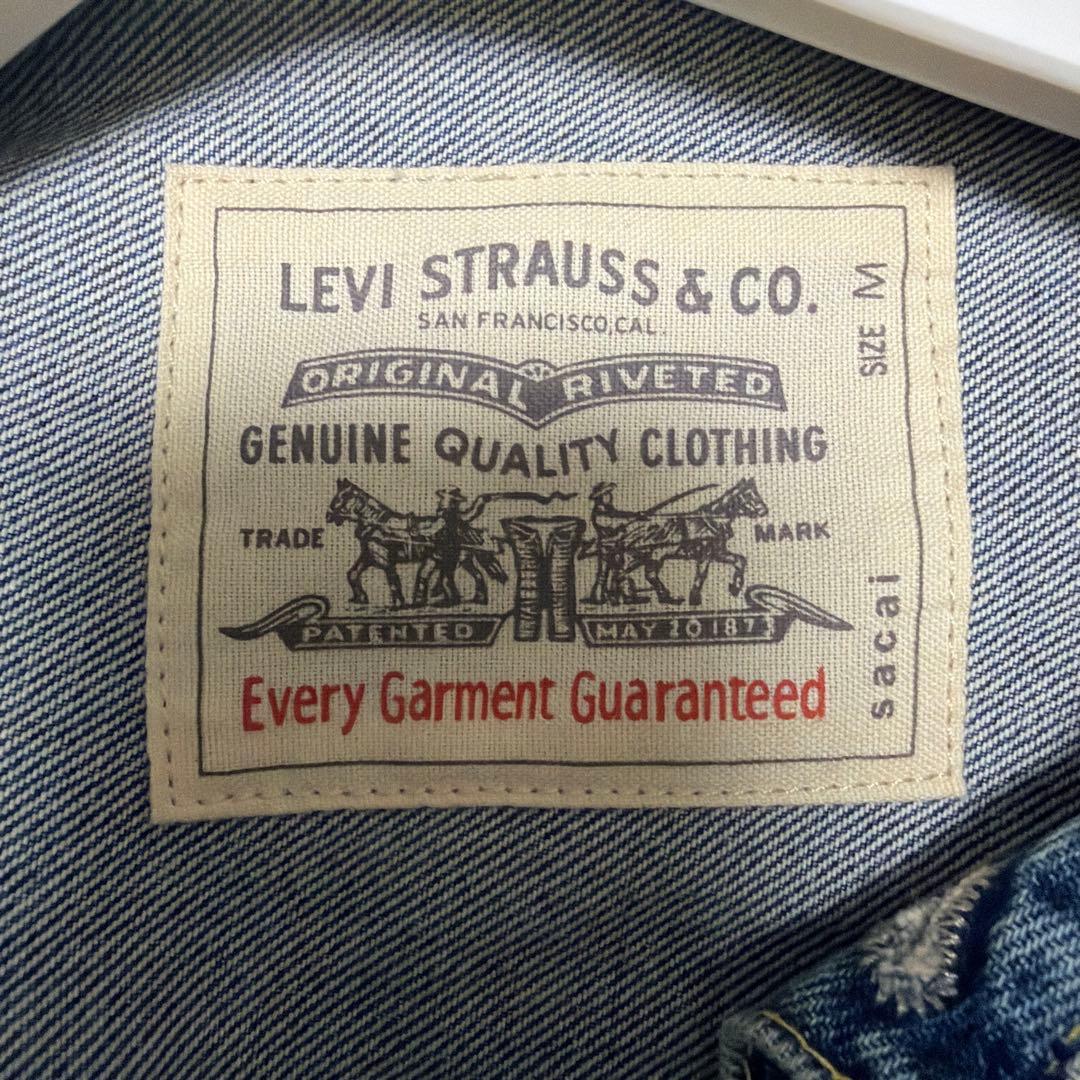 LEVI STRAUSS & CO.
SAN FRANCISCO, CAL.
ORIGINAL RIVETED
GENUINE QUALITY CLOTHING
TRADE MARK
PATENTED MAY 20 1873
Every Garment Guaranteed
SIZE M
sacai